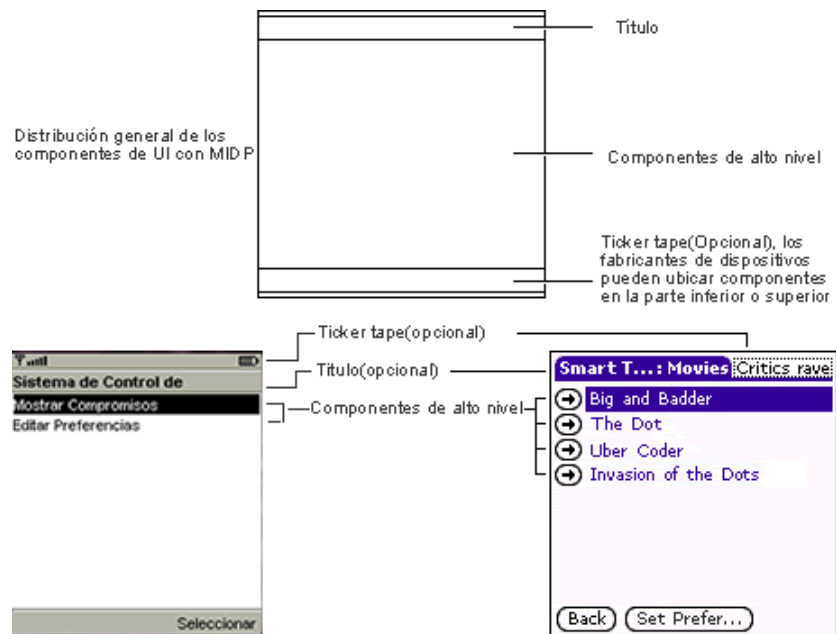 Título
Distribución general de los
componentes de UI con MIDP
Componentes de alto nivel
Ticker tape(Opcional), los
fabricantes de dispositivos
pueden ubicar componentes
en la parte inferior o superior
Ticker tape(opcional)
Título(opcional)
Componentes de alto nivel
Sistema de Control de
Mostrar Compromisos
Editar Preferencias
Seleccionar
Smart T...: Movies Critics rave
Big and Badder
The Dot
Uber Coder
Invasion of the Dots
Back Set Prefer...